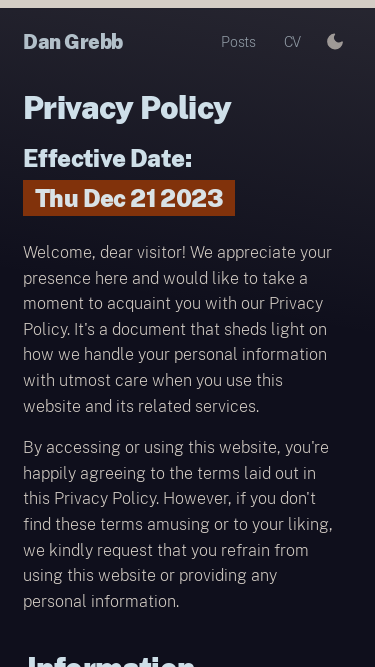 Dan Grebb
Posts
CV
Privacy Policy
Effective Date:
Thu Dec 21 2023
Welcome, dear visitor! We appreciate your
presence here and would like to take a
moment to acquaint you with our Privacy
Policy. It's a document that sheds light on
how we handle your personal information
with utmost care when you use this
website and its related services.
By accessing or using this website, you're
happily agreeing to the terms laid out in
this Privacy Policy. However, if you don't
find these terms amusing or to your liking,
we kindly request that you refrain from
using this website or providing any
personal information.
Information